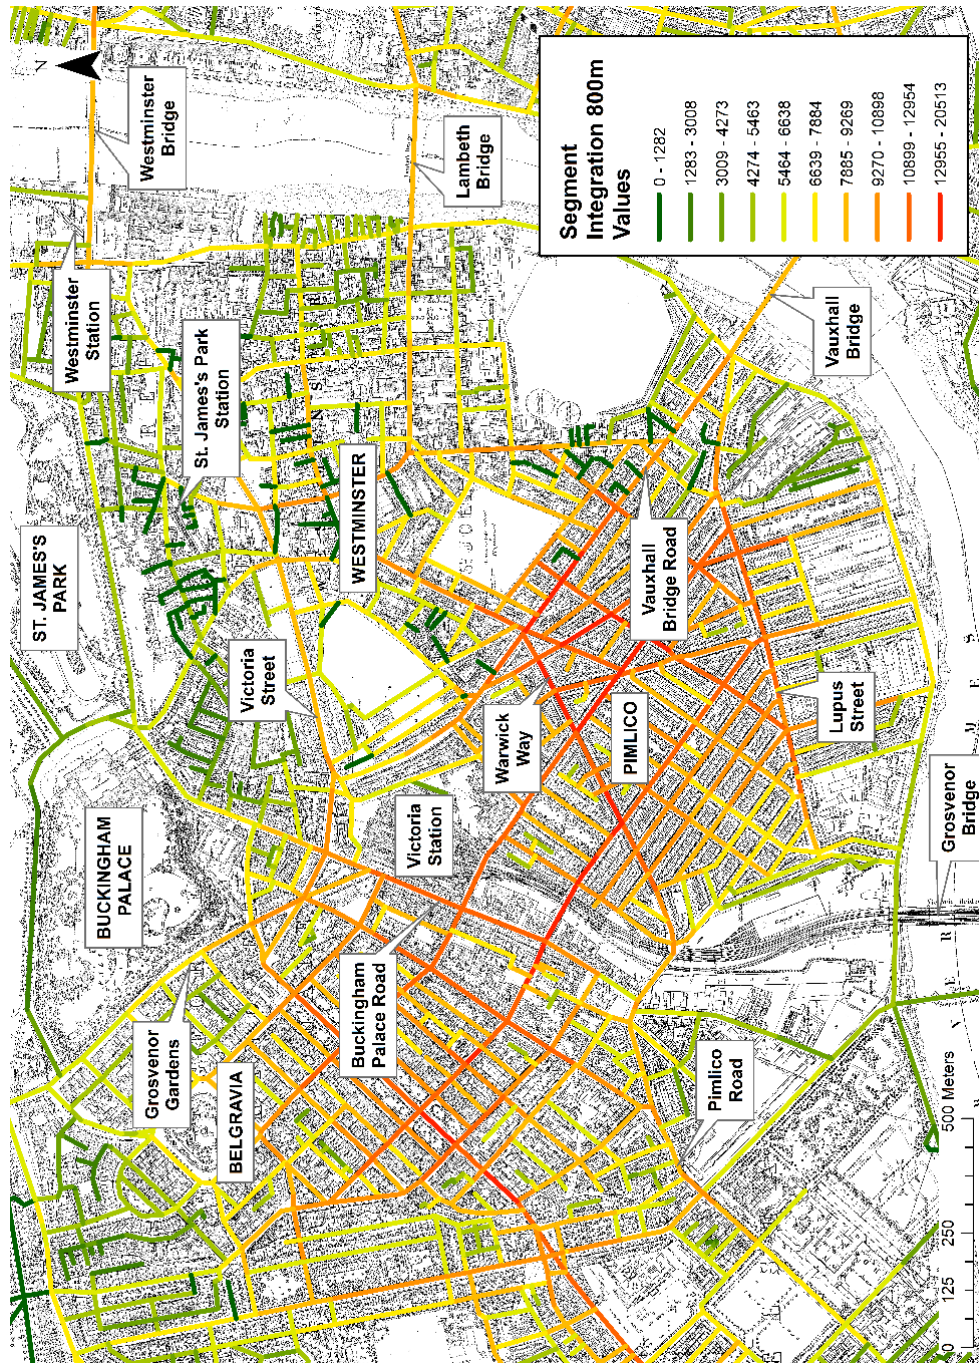 ST. JAMES'S
PARK
Westminster
Station
Westminster
Bridge
N
BUCKINGHAM
PALACE
St. James's Park
Station
Victoria
Street
Grosvenor
Gardens
BELGRAVIA
WESTMINSTER
Lambeth
Bridge
Victoria
Station
Buckingham
Palace Road
Warwick
Way
PIMLICO
Vauxhall
Bridge Road
Pimlico
Road
Lupus
Street
Vauxhall
Bridge
Grosvenor
Bridge
Segment
Integration 800m
Values
0 - 1282
1283 - 3008
3009 - 4273
4274 - 5463
5464 - 6638
6639 - 7884
7885 - 9269
9270 - 10898
10899 - 12954
12955 - 20513
0 125 250 500 Meters